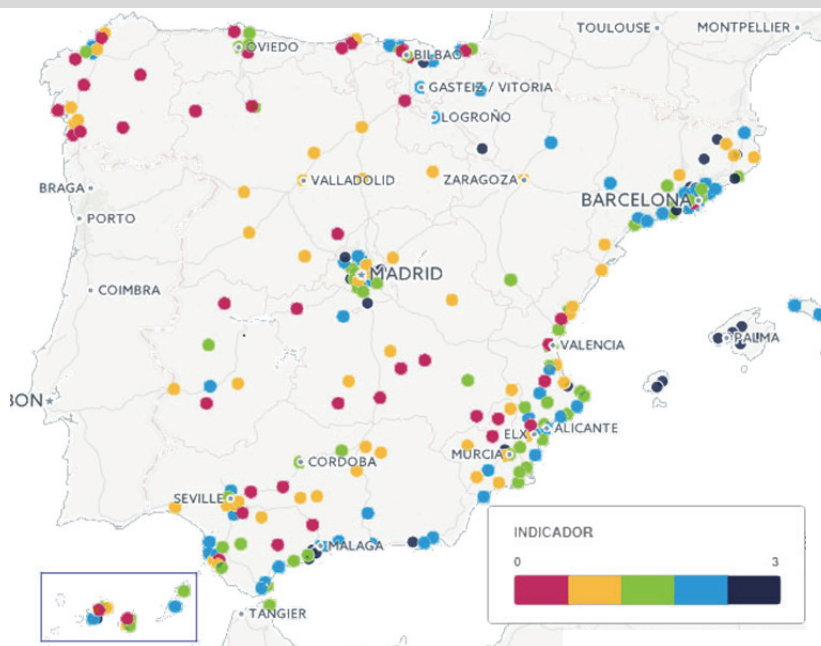 TOULOUSE
MONTPELLIER
OVIEDO
BILBAO
GASTEIZ / VITORIA
LOGROÑO
BRAGA
VALLADOLID
ZARAGOZA
BARCELONA
PORTO
MADRID
COIMBRA
VALENCIA
PALMA
BON
ELX
ALICANTE
MURCIA
CORDOBA
SEVILLE
MALAGA
TANGIER
INDICADOR
0 3